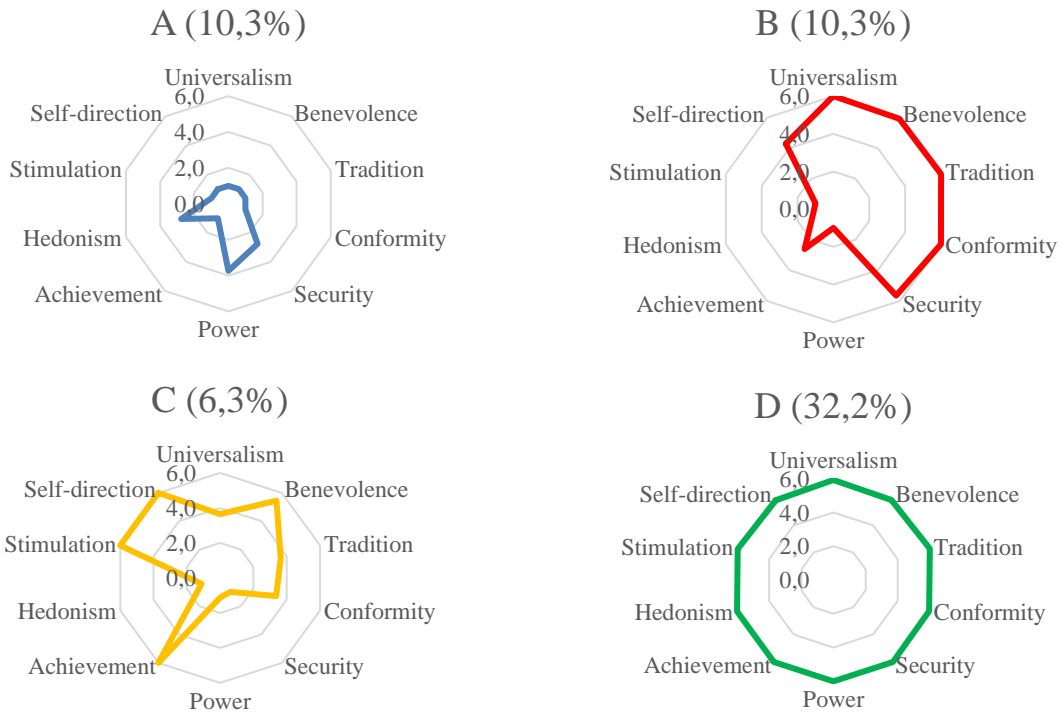 A (10,3%)
Universalism
Benevolence
Tradition
Conformity
Security
Power
Achievement
Hedonism
Stimulation
Self-direction
6,0
4,0
2,0
0,0
B (10,3%)
Universalism
Benevolence
Tradition
Conformity
Security
Power
Achievement
Hedonism
Stimulation
Self-direction
6,0
4,0
2,0
0,0
C (6,3%)
Universalism
Benevolence
Tradition
Conformity
Security
Power
Achievement
Hedonism
Stimulation
Self-direction
6,0
4,0
2,0
0,0
D (32,2%)
Universalism
Benevolence
Tradition
Conformity
Security
Power
Achievement
Hedonism
Stimulation
Self-direction
6,0
4,0
2,0
0,0